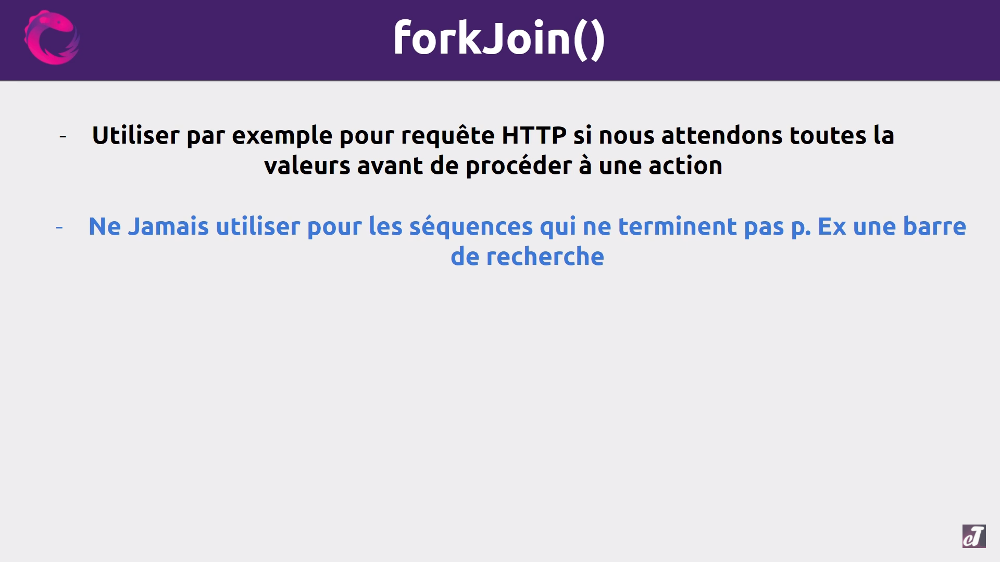 forkJoin()
- Utiliser par exemple pour requête HTTP si nous attendons toutes la
valeurs avant de procéder à une action
- Ne Jamais utiliser pour les séquences qui ne terminent pas p. Ex une barre
de recherche
eT